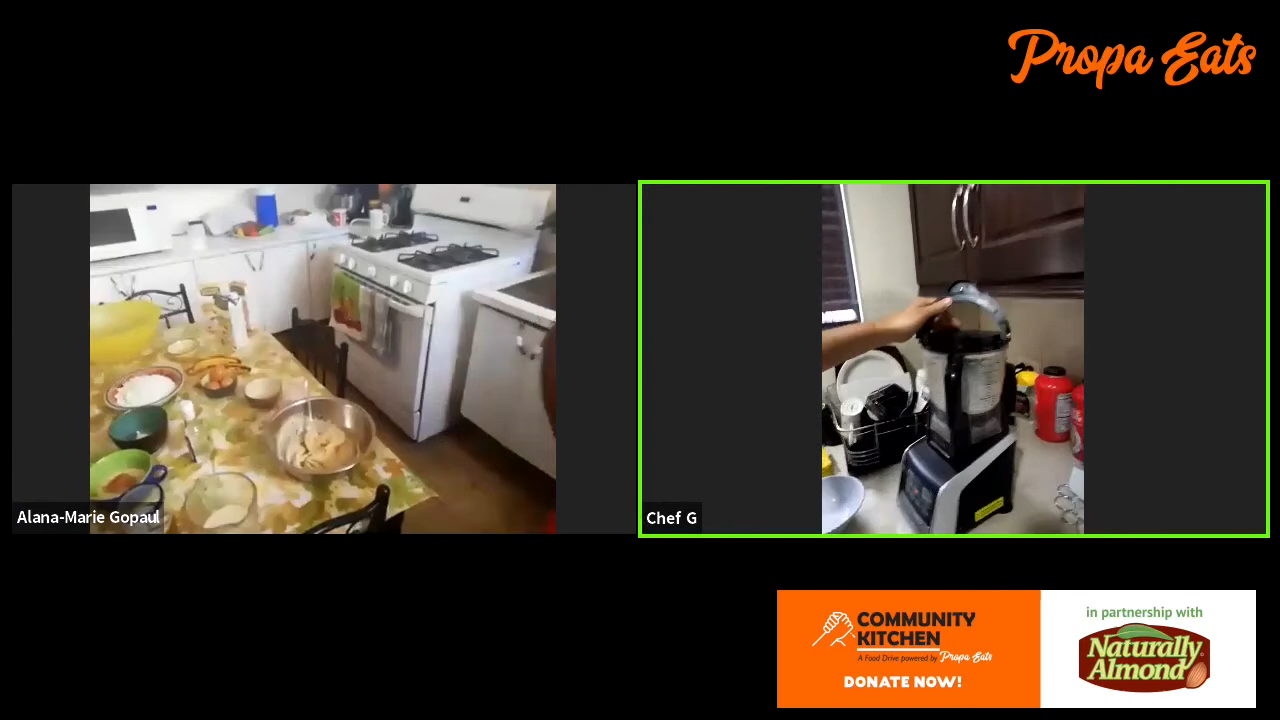 Propa Eats
Alana-Marie Gopaul
Chef G
COMMUNITY
KITCHEN
A Food Drive powered by Propa Eats
DONATE NOW!
in partnership with
Naturally
Almond